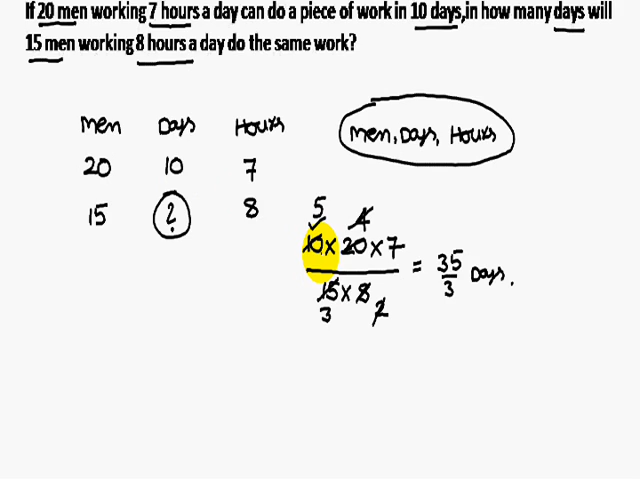 If 20 men working 7 hours a day can do a piece of work in 10 days,in how many days will
15 men working 8 hours a day do the same work?
Men Days Hours
Men, Days, Hours
20 10 7
15 ? 8
5 4
10 × 20 × 7
= 35/3 Days.
15 × 8
3 2